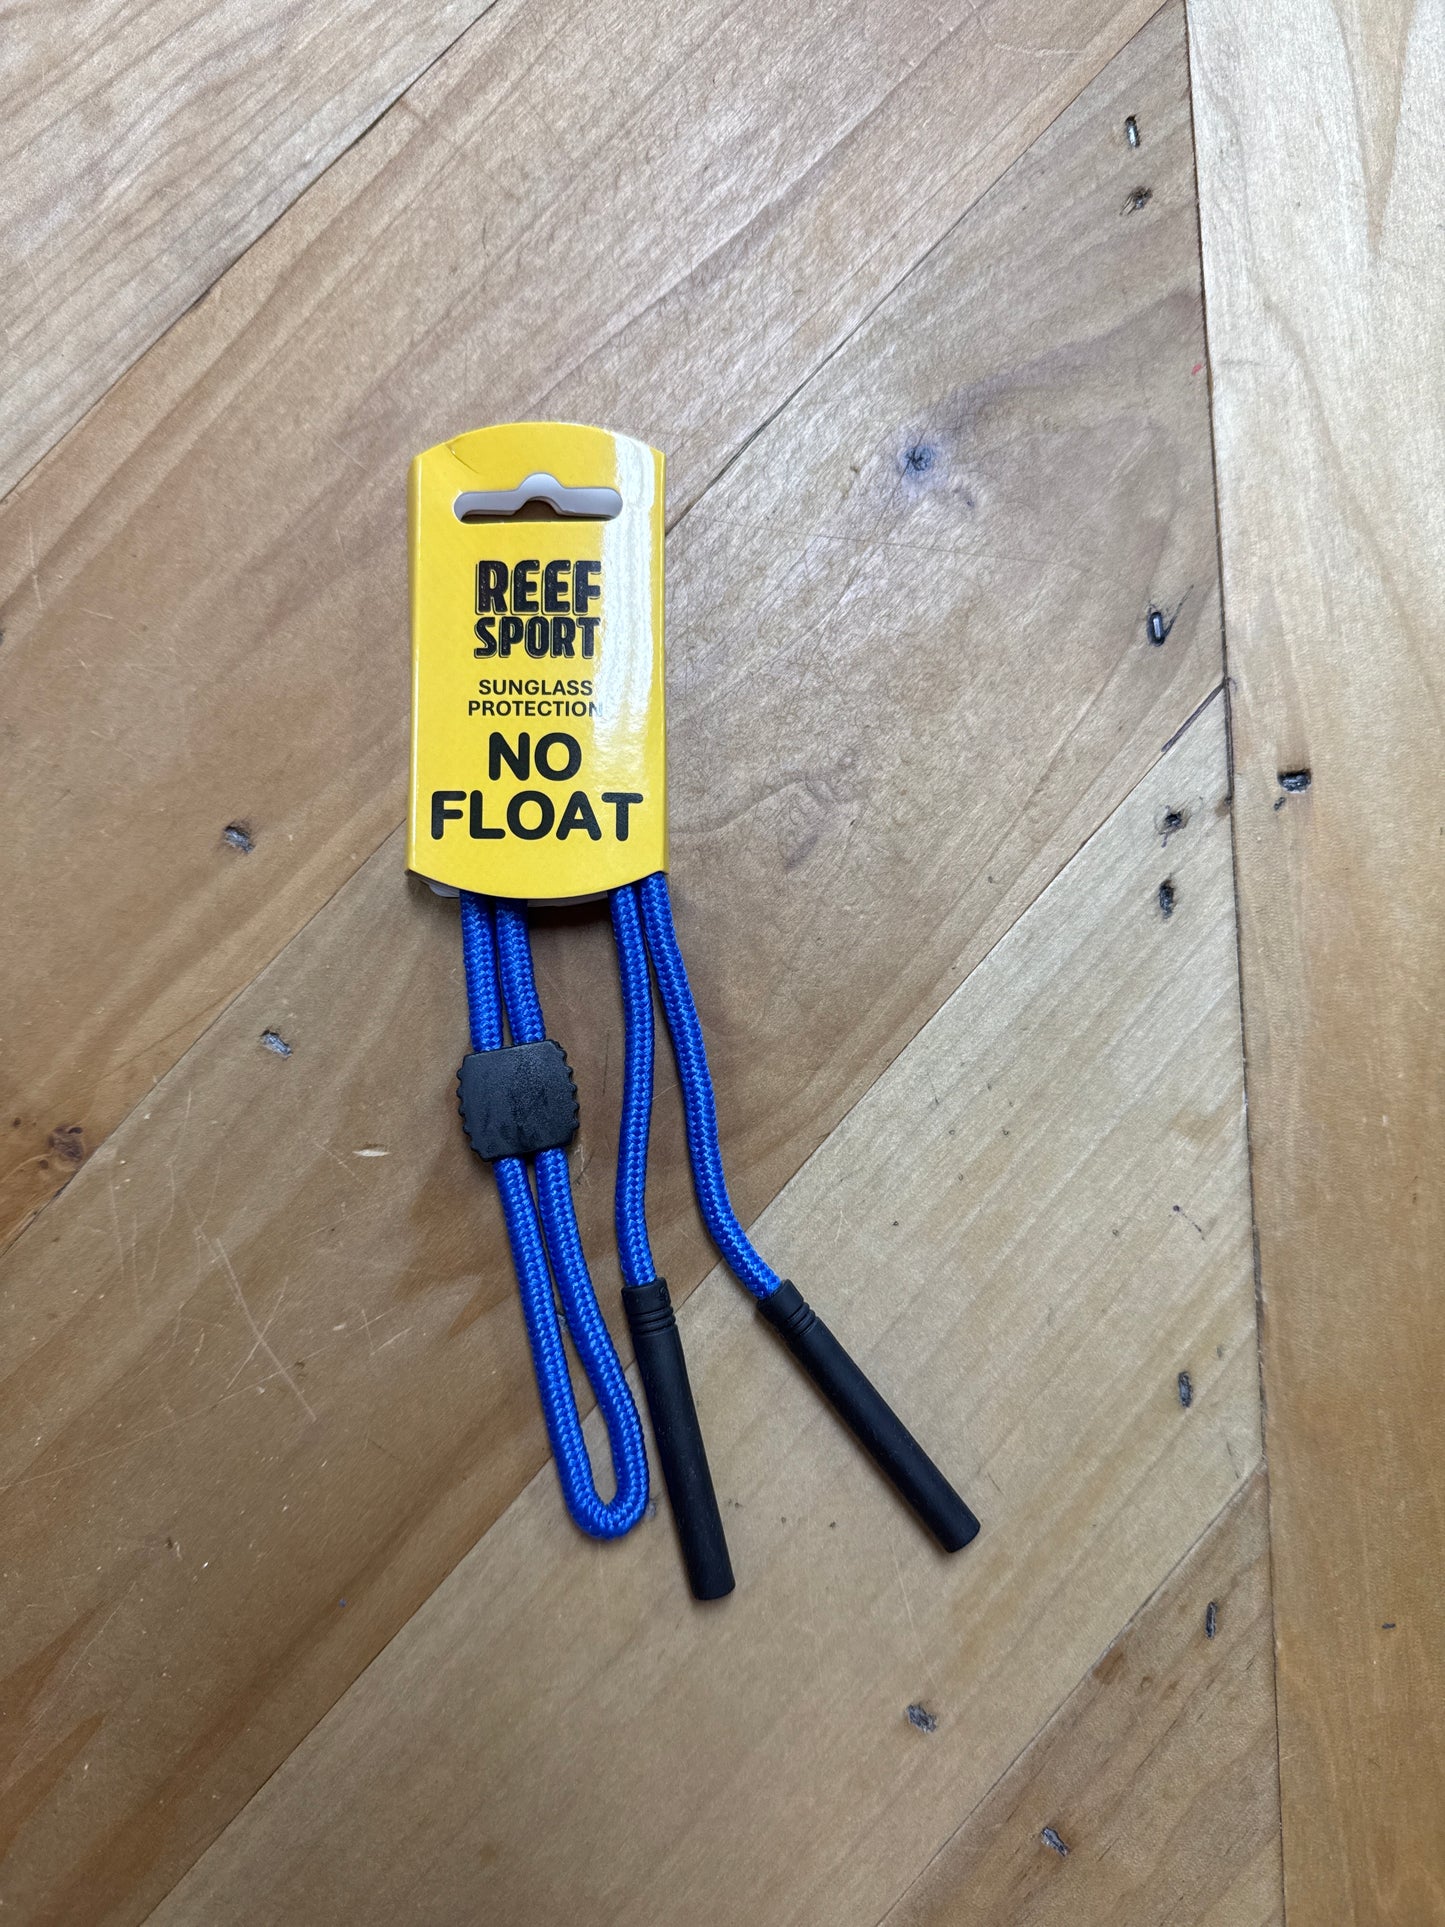 REEF
SPORT
SUNGLASS
PROTECTION
NO
FLOAT